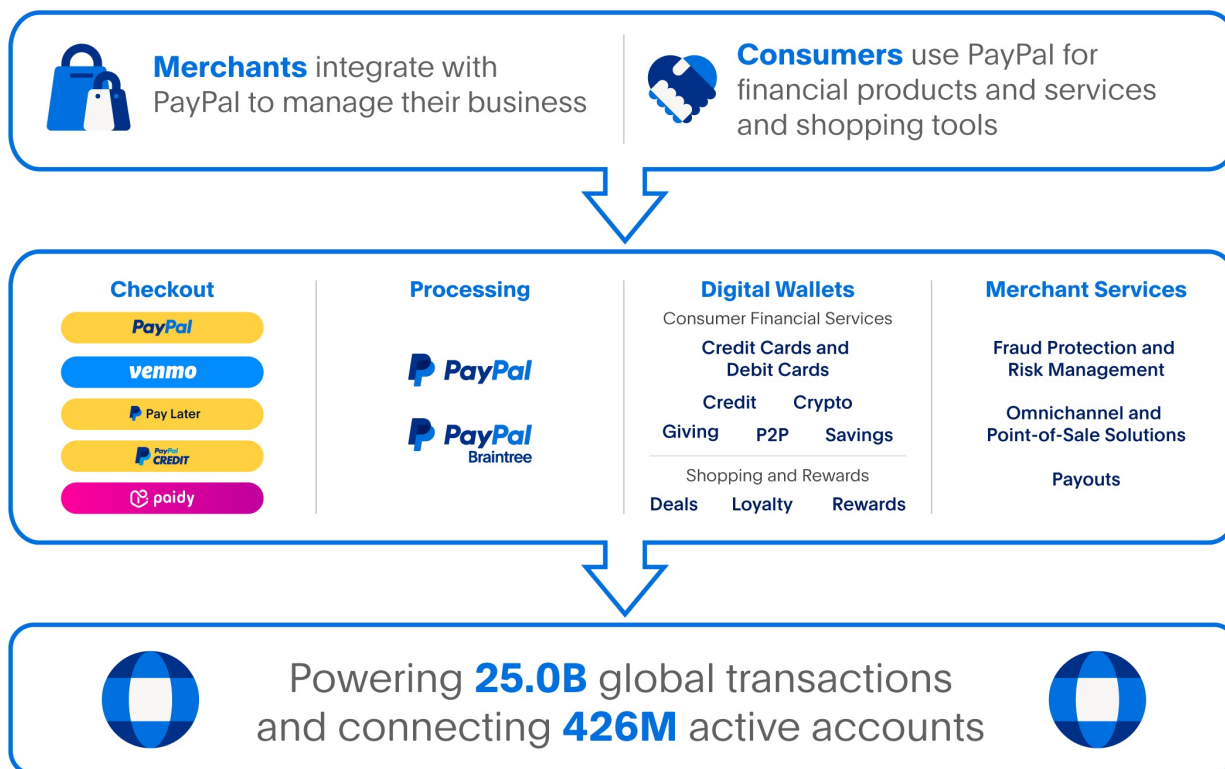 Merchants integrate with
PayPal to manage their business
Consumers use PayPal for
financial products and services
and shopping tools
Checkout
PayPal
venmo
Pay Later
PayPal
CREDIT
paidy
Processing
PayPal
PayPal
Braintree
Digital Wallets
Consumer Financial Services
Credit Cards and
Debit Cards
Credit Crypto
Giving P2P Savings
Shopping and Rewards
Deals Loyalty Rewards
Merchant Services
Fraud Protection and
Risk Management
Omnichannel and
Point-of-Sale Solutions
Payouts
Powering 25.0B global transactions
and connecting 426M active accounts